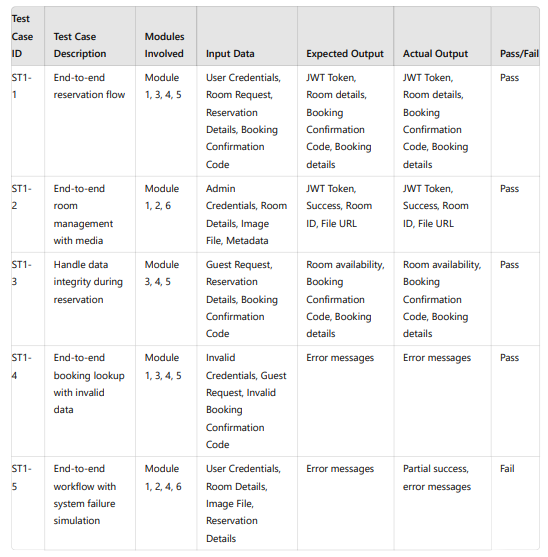 Test Case ID | Test Case Description | Modules Involved | Input Data | Expected Output | Actual Output | Pass/Fail
ST1-1 | End-to-end reservation flow | Module 1, 3, 4, 5 | User Credentials, Room Request, Reservation Details, Booking Confirmation Code | JWT Token, Room details, Booking Confirmation Code, Booking details | JWT Token, Room details, Booking Confirmation Code, Booking details | Pass
ST1-2 | End-to-end room management with media | Module 1, 2, 6 | Admin Credentials, Room Details, Image File, Metadata | JWT Token, Success, Room ID, File URL | JWT Token, Success, Room ID, File URL | Pass
ST1-3 | Handle data integrity during reservation | Module 3, 4, 5 | Guest Request, Reservation Details, Booking Confirmation Code | Room availability, Booking Confirmation Code, Booking details | Room availability, Booking Confirmation Code, Booking details | Pass
ST1-4 | End-to-end booking lookup with invalid data | Module 1, 3, 4, 5 | Invalid Credentials, Guest Request, Invalid Booking Confirmation Code | Error messages | Error messages | Pass
ST1-5 | End-to-end workflow with system failure simulation | Module 1, 2, 4, 6 | User Credentials, Room Details, Image File, Reservation Details | Error messages | Partial success, error messages | Fail